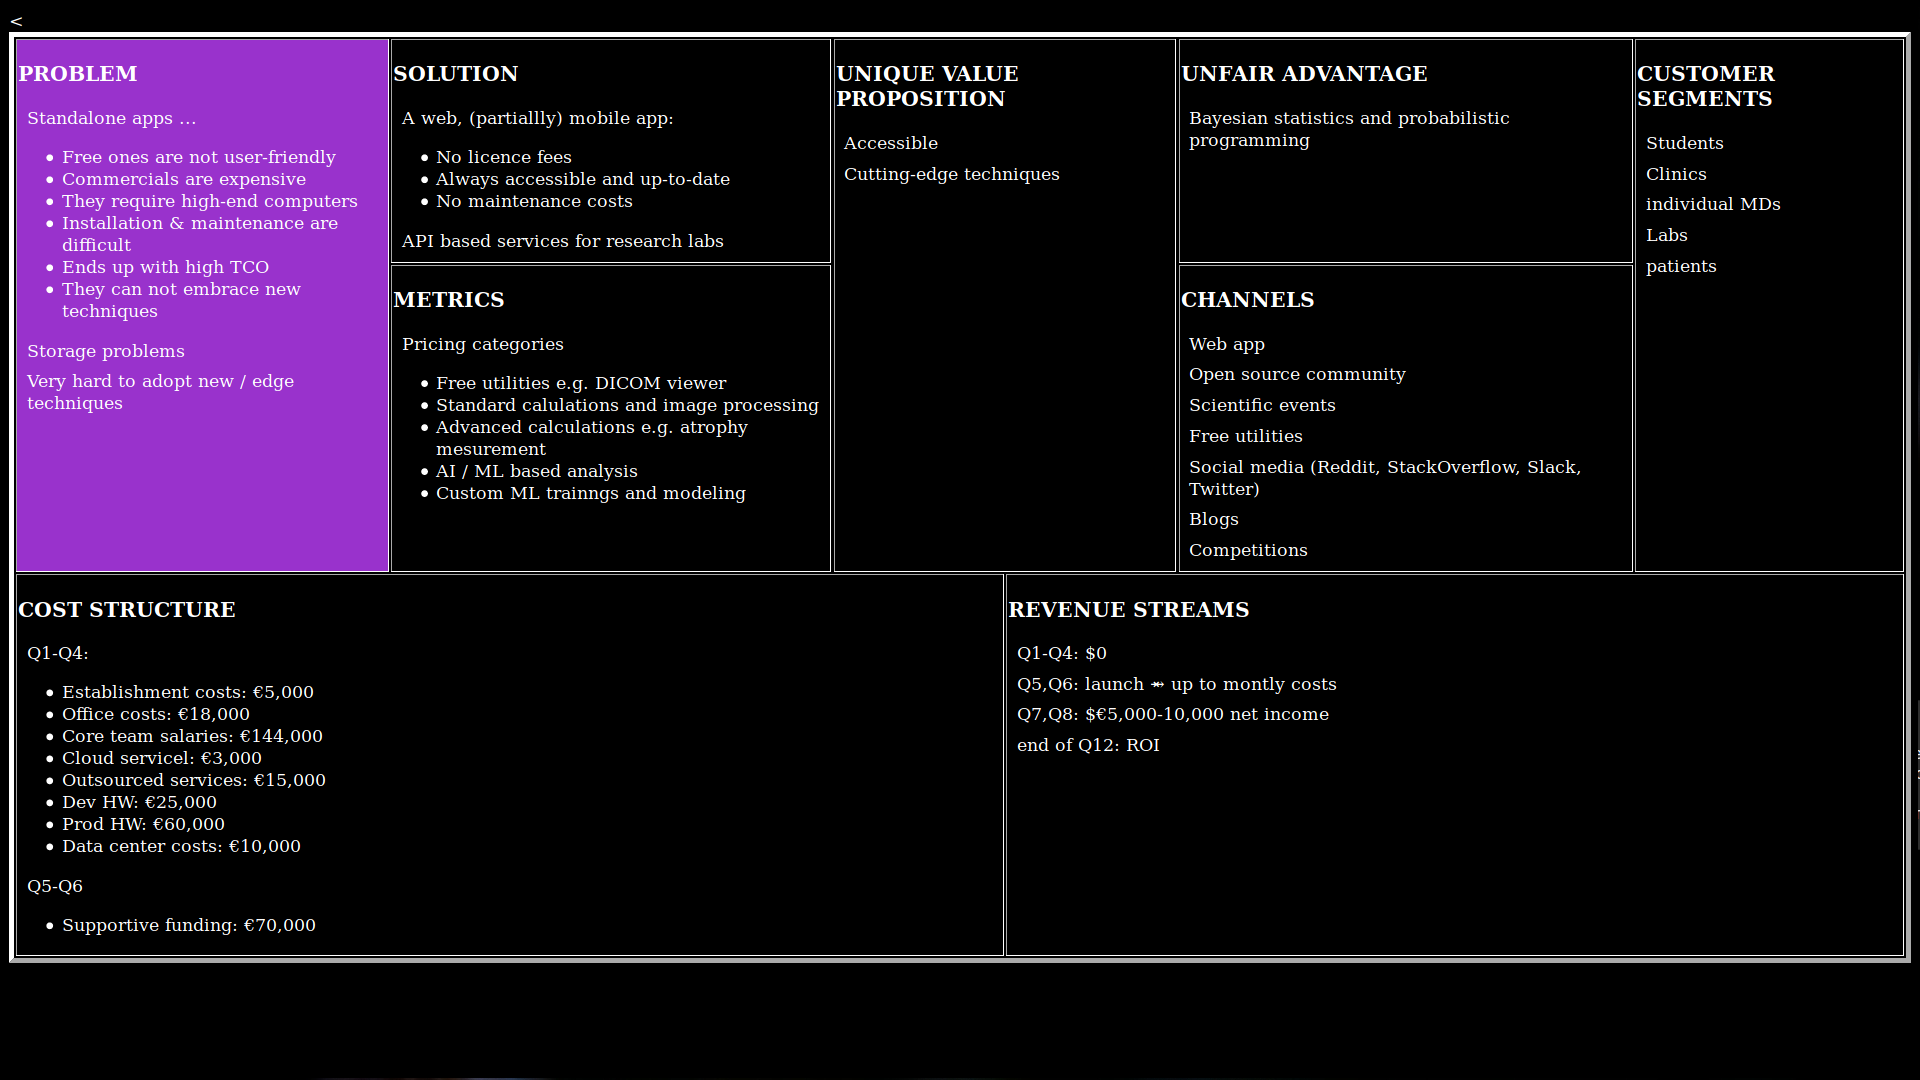 <
PROBLEM
Standalone apps ...
Free ones are not user-friendly
Commercials are expensive
They require high-end computers
Installation & maintenance are
difficult
Ends up with high TCO
They can not embrace new
techniques
Storage problems
Very hard to adopt new / edge
techniques
SOLUTION
A web, (partiallly) mobile app:
No licence fees
Always accessible and up-to-date
No maintenance costs
API based services for research labs
METRICS
Pricing categories
Free utilities e.g. DICOM viewer
Standard calulations and image processing
Advanced calculations e.g. atrophy
mesurement
AI / ML based analysis
Custom ML trainngs and modeling
UNIQUE VALUE
PROPOSITION
Accessible
Cutting-edge techniques
UNFAIR ADVANTAGE
Bayesian statistics and probabilistic
programming
CHANNELS
Web app
Open source community
Scientific events
Free utilities
Social media (Reddit, StackOverflow, Slack,
Twitter)
Blogs
Competitions
CUSTOMER
SEGMENTS
Students
Clinics
individual MDs
Labs
patients
COST STRUCTURE
Q1-Q4:
Establishment costs: €5,000
Office costs: €18,000
Core team salaries: €144,000
Cloud servicel: €3,000
Outsourced services: €15,000
Dev HW: €25,000
Prod HW: €60,000
Data center costs: €10,000
Q5-Q6
Supportive funding: €70,000
REVENUE STREAMS
Q1-Q4: $0
Q5,Q6: launch ⤀ up to montly costs
Q7,Q8: $€5,000-10,000 net income
end of Q12: ROI